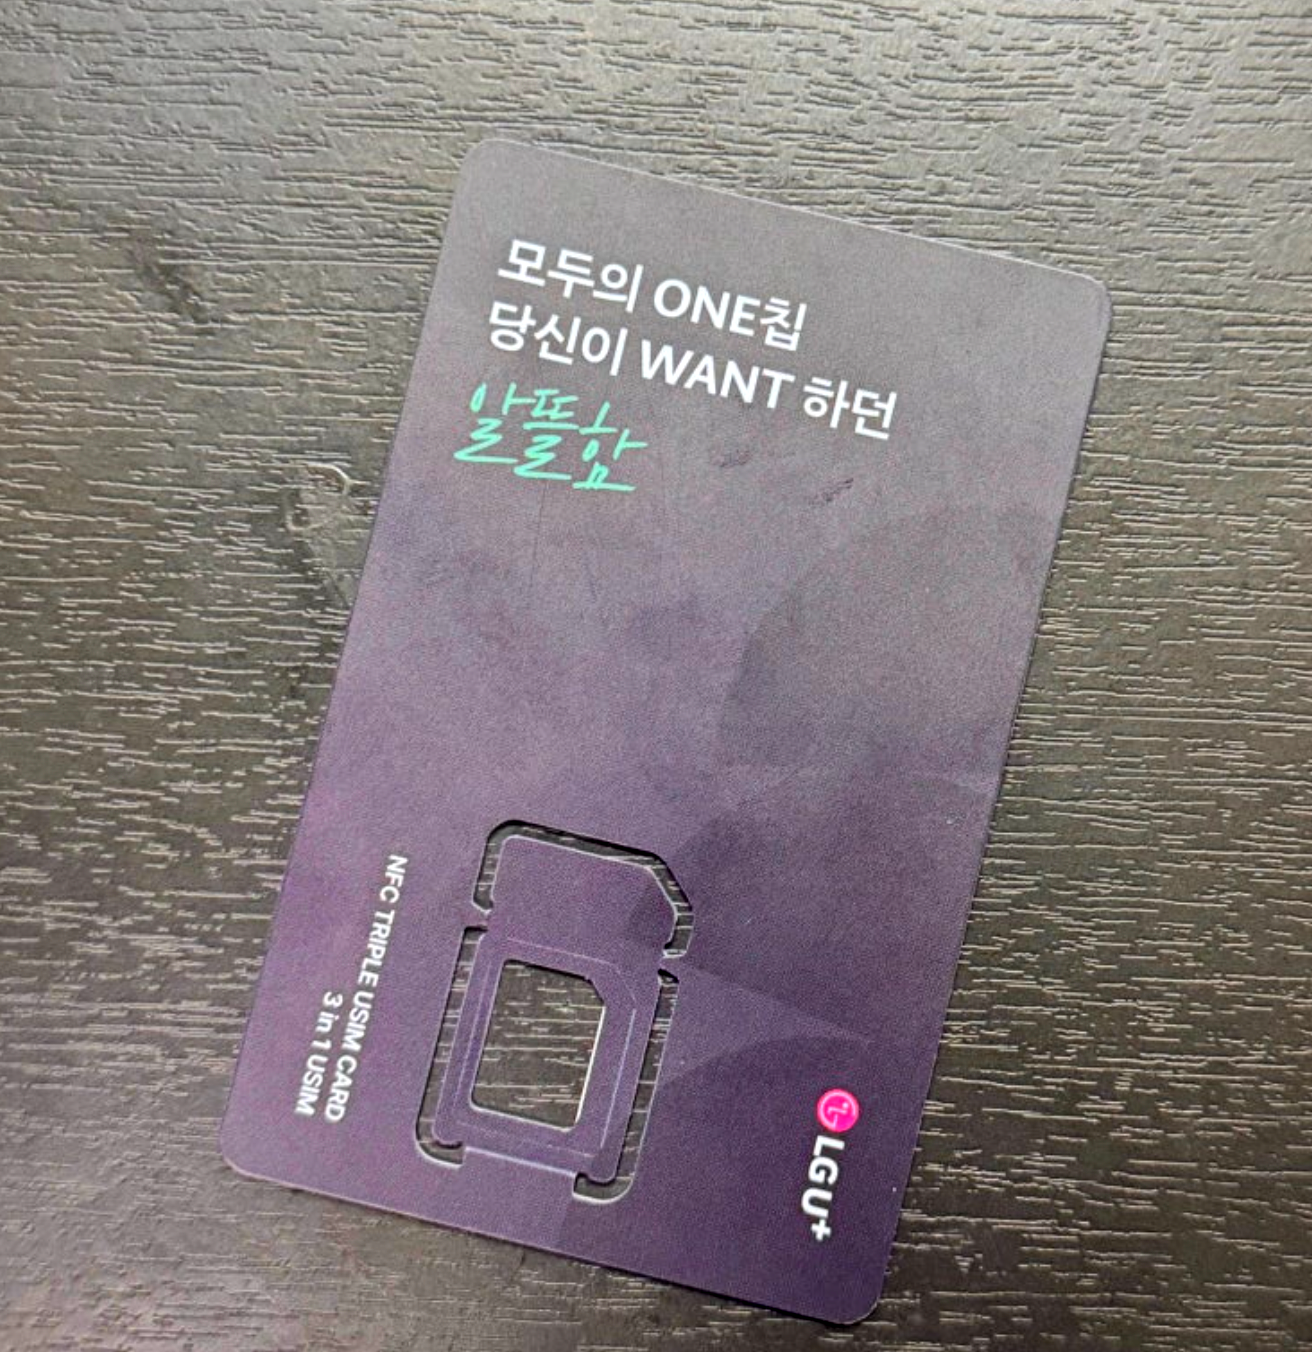 모두의 ONE칩
당신이 WANT 하던
알뜰함
NFC TRIPLE USIM CARD
3 in 1 USIM
LG U+